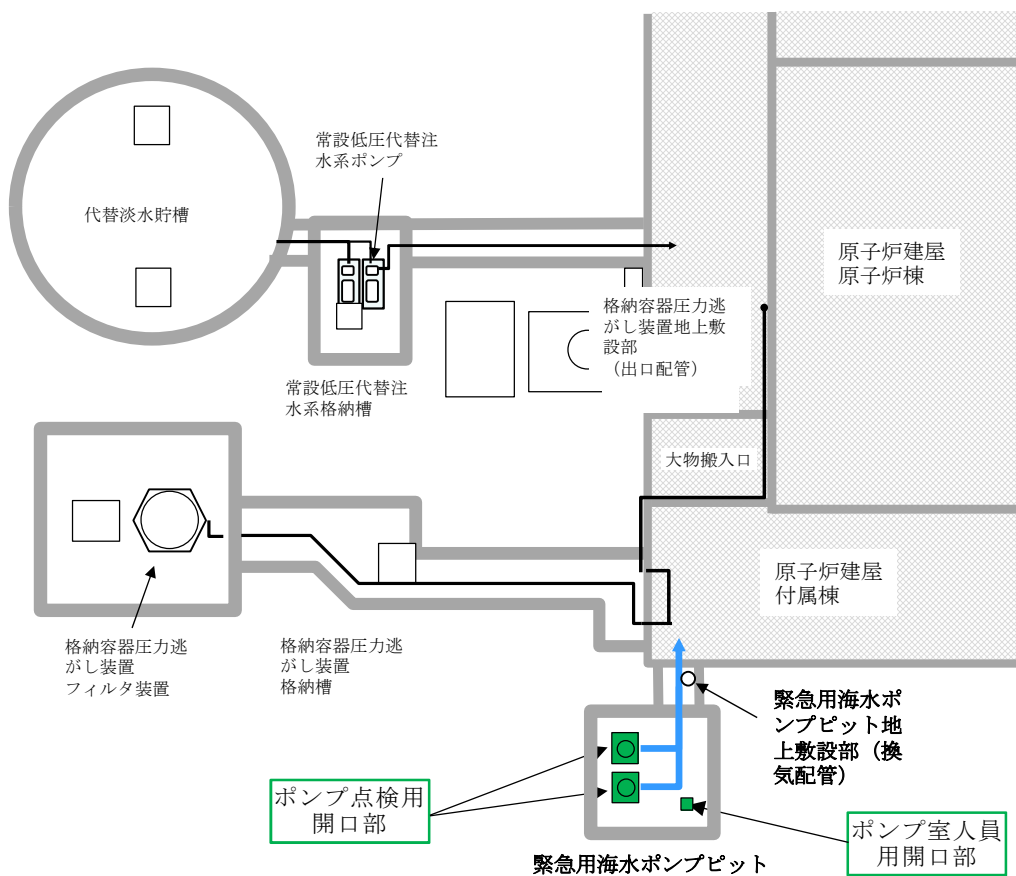 常設低圧代替注
水系ポンプ
代替淡水貯槽
原子炉建屋
原子炉棟
格納容器圧力逃
がし装置地上敷
設部
（出口配管）
常設低圧代替注
水系格納槽
大物搬入口
原子炉建屋
付属棟
格納容器圧力逃
がし装置
フィルタ装置
格納容器圧力逃
がし装置
格納槽
緊急用海水ポ
ンプピット地
上敷設部（換
気配管）
ポンプ点検用
開口部
ポンプ室人員
用開口部
緊急用海水ポンプピット